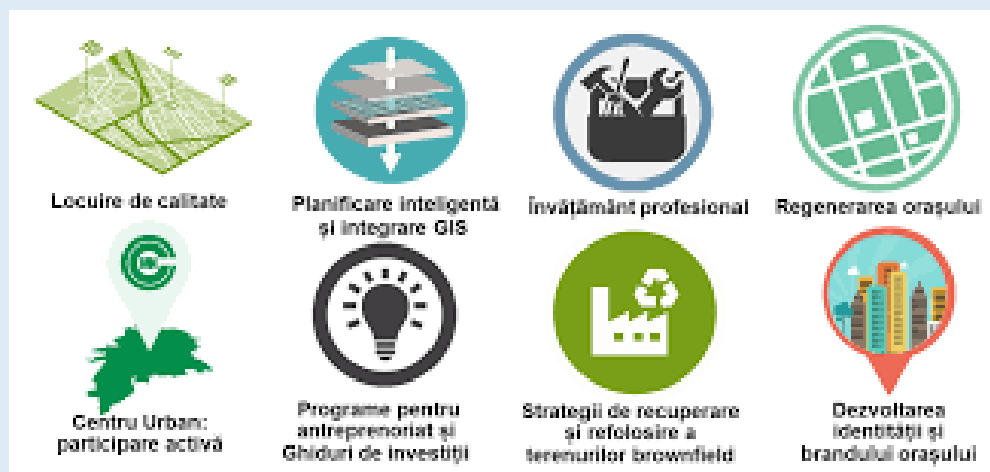 Locuire de calitate
Planificare inteligentă
și integrare GIS
Învățământ profesional
Regenerarea orașului
Centru Urban:
participare activă
Programe pentru
antreprenoriat și
Ghiduri de investiții
Strategii de recuperare
și refolosire a
terenurilor brownfield
Dezvoltarea
identității și
brandului orașului